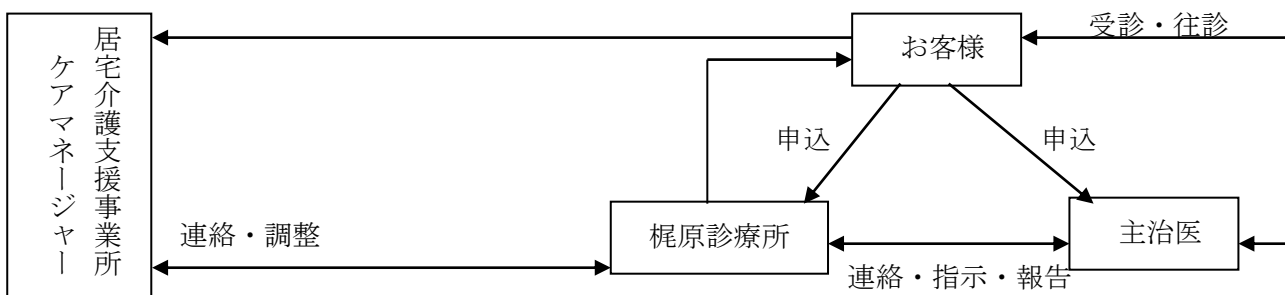 居宅介護支援事業所
ケアマネージャー
お客様
受診・往診
申込
申込
梶原診療所
主治医
連絡・調整
連絡・指示・報告